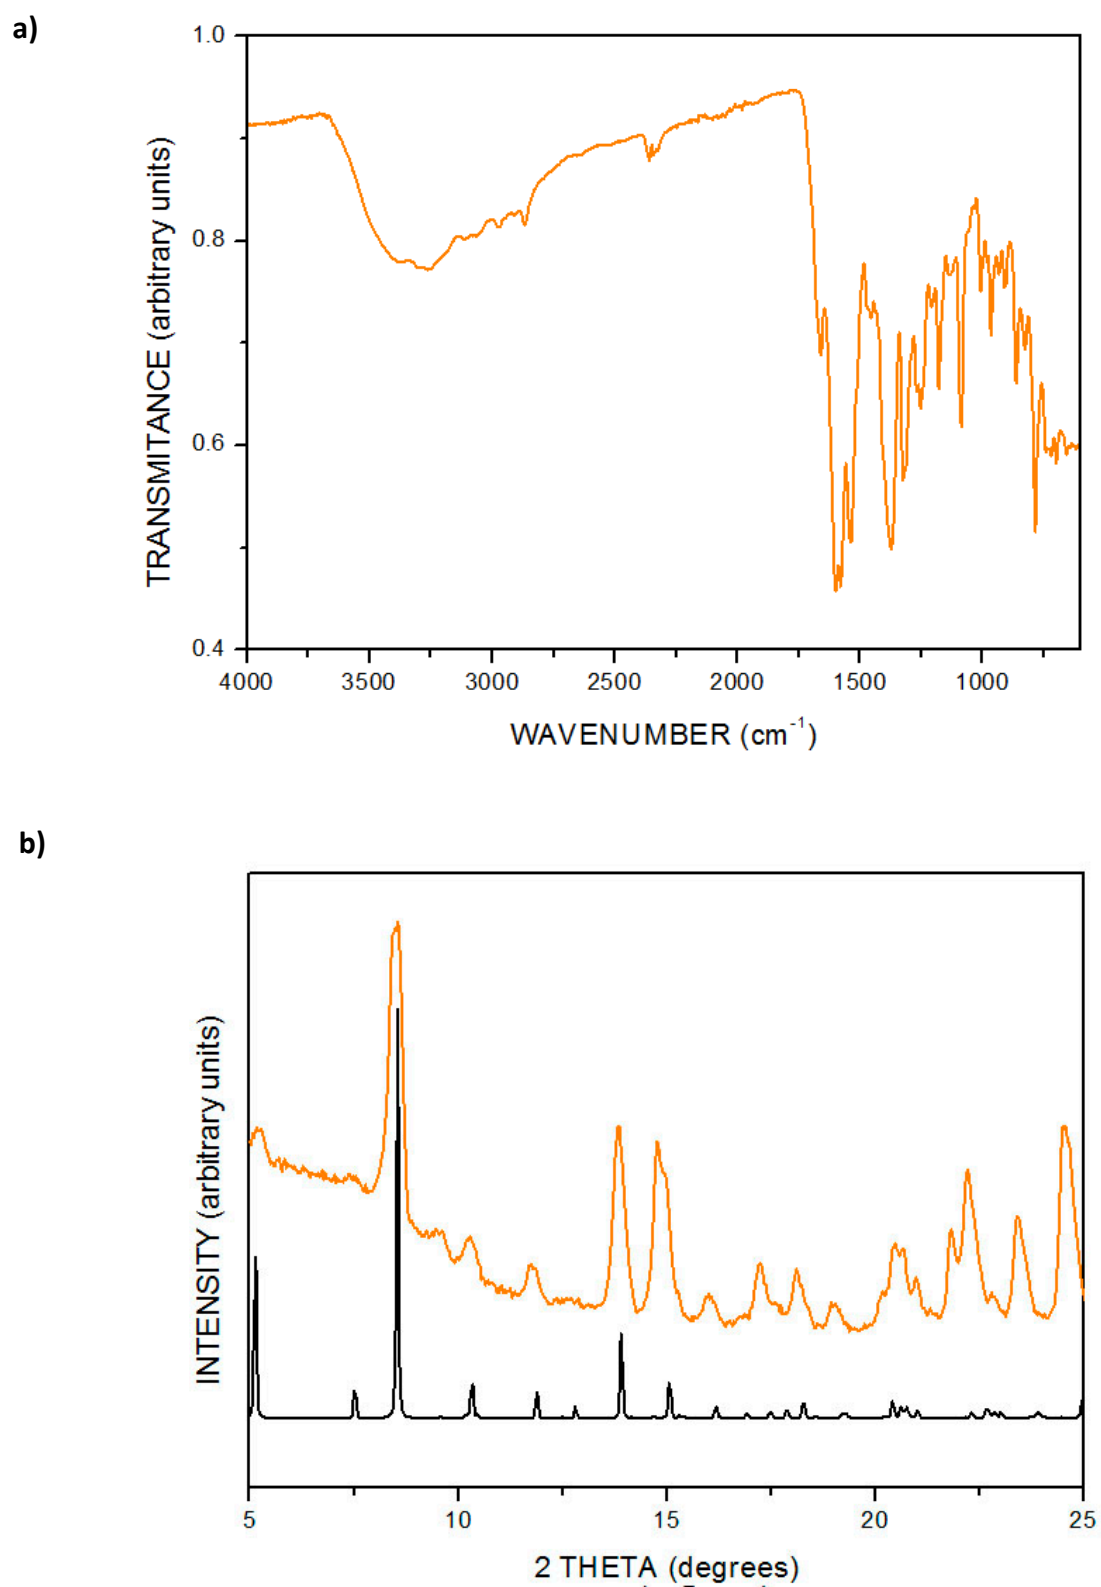 a)
1.0
0.8
0.6
0.4
TRANSMITANCE (arbitrary units)
4000 3500 3000 2500 2000 1500 1000
WAVENUMBER (cm⁻¹)
b)
INTENSITY (arbitrary units)
5 10 15 20 25
2 THETA (degrees)